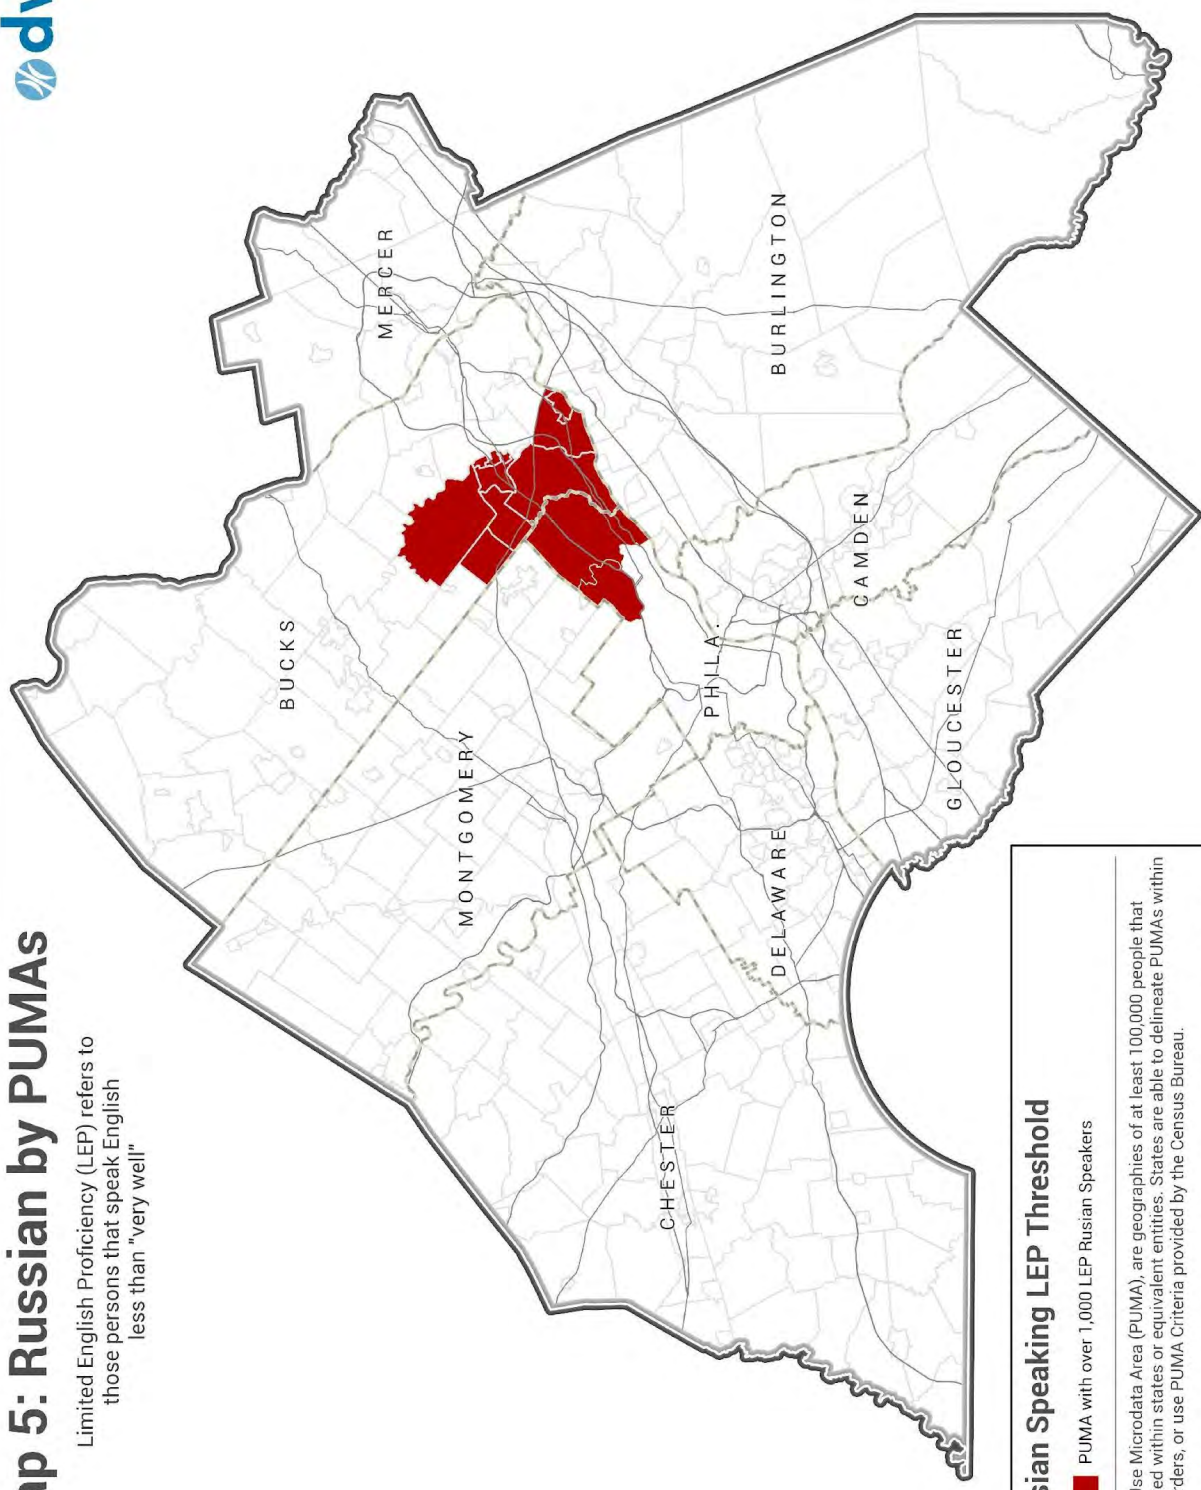 p 5: Russian by PUMAs
Limited English Proficiency (LEP) refers to
those persons that speak English
less than "very well"
dv
BUCKS
MERCER
MONTGOMERY
CHESTER
DELAWARE
PHILA.
BURLINGTON
CAMDEN
GLOUCESTER
sian Speaking LEP Threshold
PUMA with over 1,000 LEP Rusian Speakers
se Microdata Area (PUMA), are geographies of at least 100,000 people that
ed within states or equivalent entities. States are able to delineate PUMAs within
rders, or use PUMA Criteria provided by the Census Bureau.